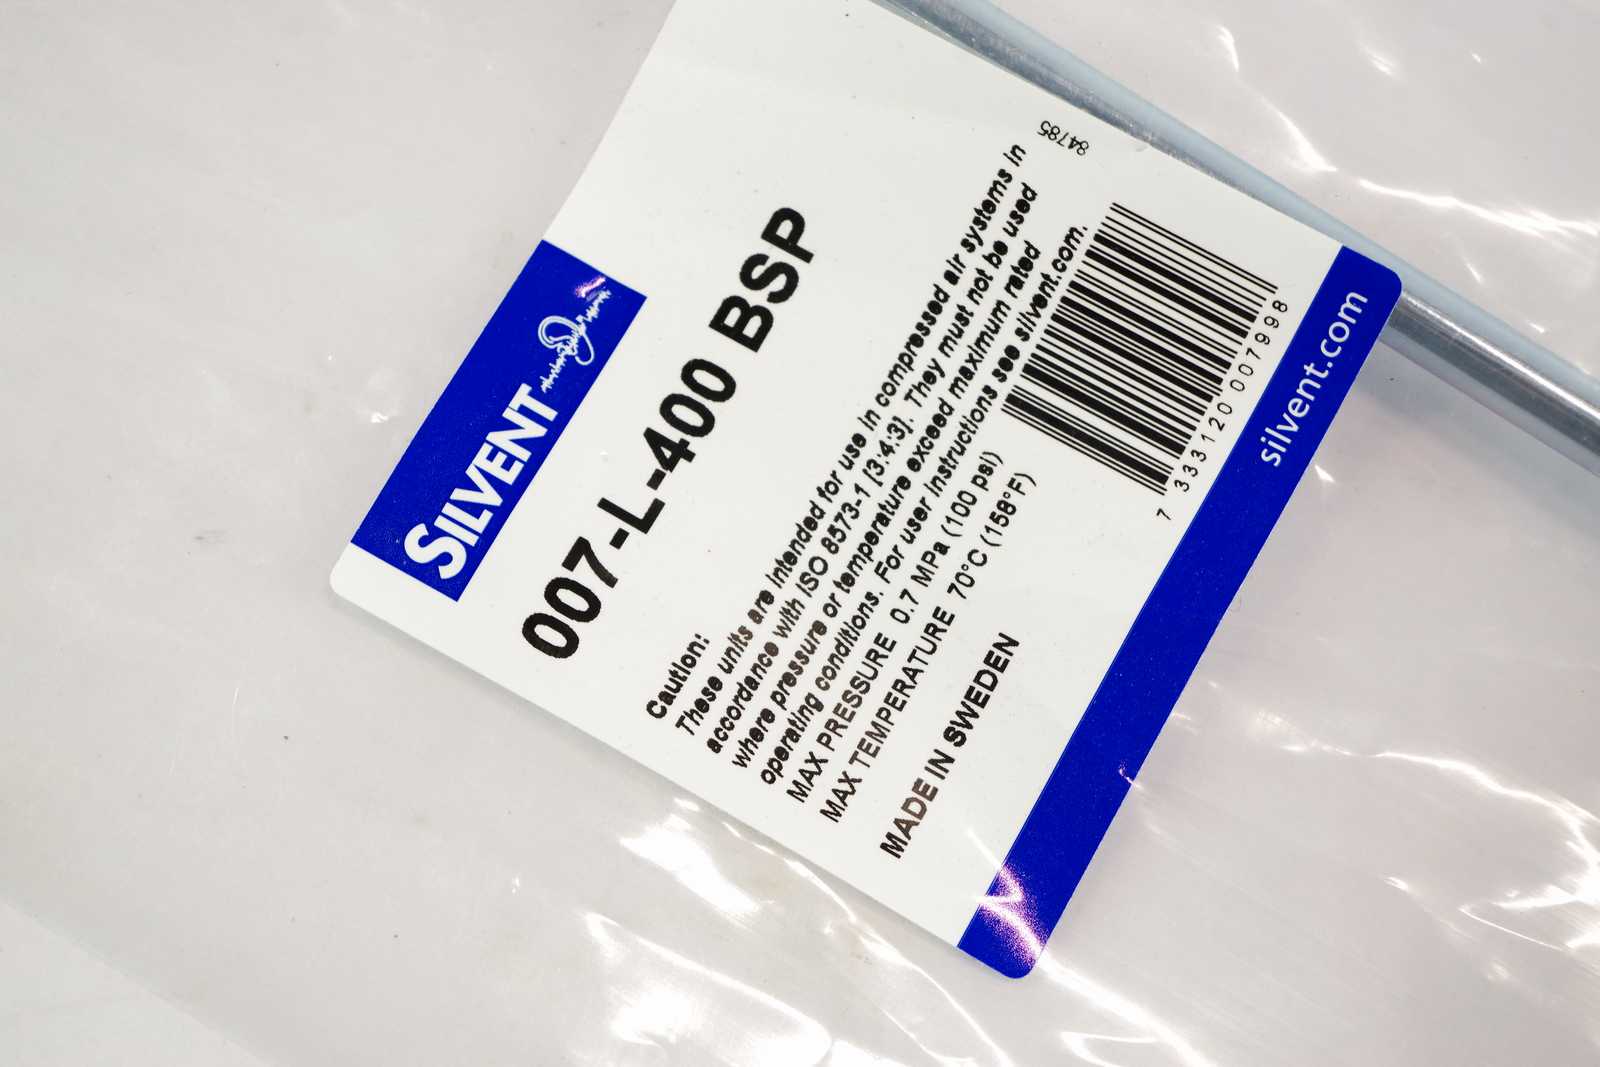 SILVENT
007-L-400 BSP
Caution:
These units are intended for use in compressed air systems in
accordance with ISO 8573-1 [3:4:3]. They must not be used
where pressure or temperature exceed maximum rated
operating conditions. For user instructions see silvent.com.
MAX PRESSURE 0.7 MPa (100 psi)
MAX TEMPERATURE 70°C (158°F)
MADE IN SWEDEN
84785
7 333120 007998
silvent.com